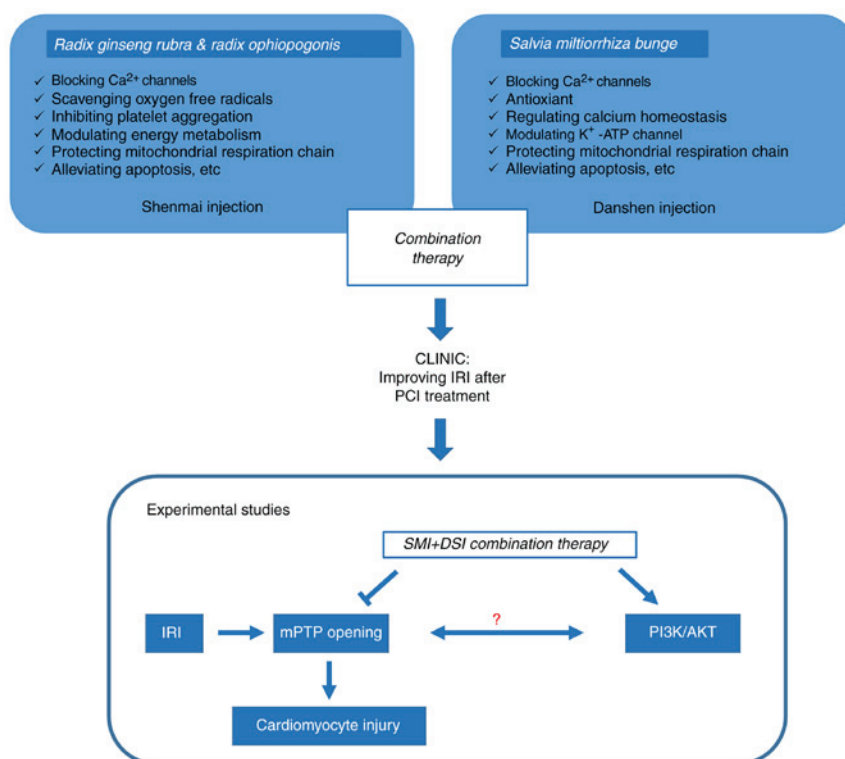 Radix ginseng rubra & radix ophiopogonis
✓ Blocking Ca²⁺ channels
✓ Scavenging oxygen free radicals
✓ Inhibiting platelet aggregation
✓ Modulating energy metabolism
✓ Protecting mitochondrial respiration chain
✓ Alleviating apoptosis, etc
Shenmai injection
Salvia miltiorrhiza bunge
✓ Blocking Ca²⁺ channels
✓ Antioxiant
✓ Regulating calcium homeostasis
✓ Modulating K⁺ -ATP channel
✓ Protecting mitochondrial respiration chain
✓ Alleviating apoptosis, etc
Danshen injection
Combination
therapy
CLINIC:
Improving IRI after
PCI treatment
Experimental studies
SMI+DSI combination therapy
IRI
mPTP opening
?
PI3K/AKT
Cardiomyocyte injury